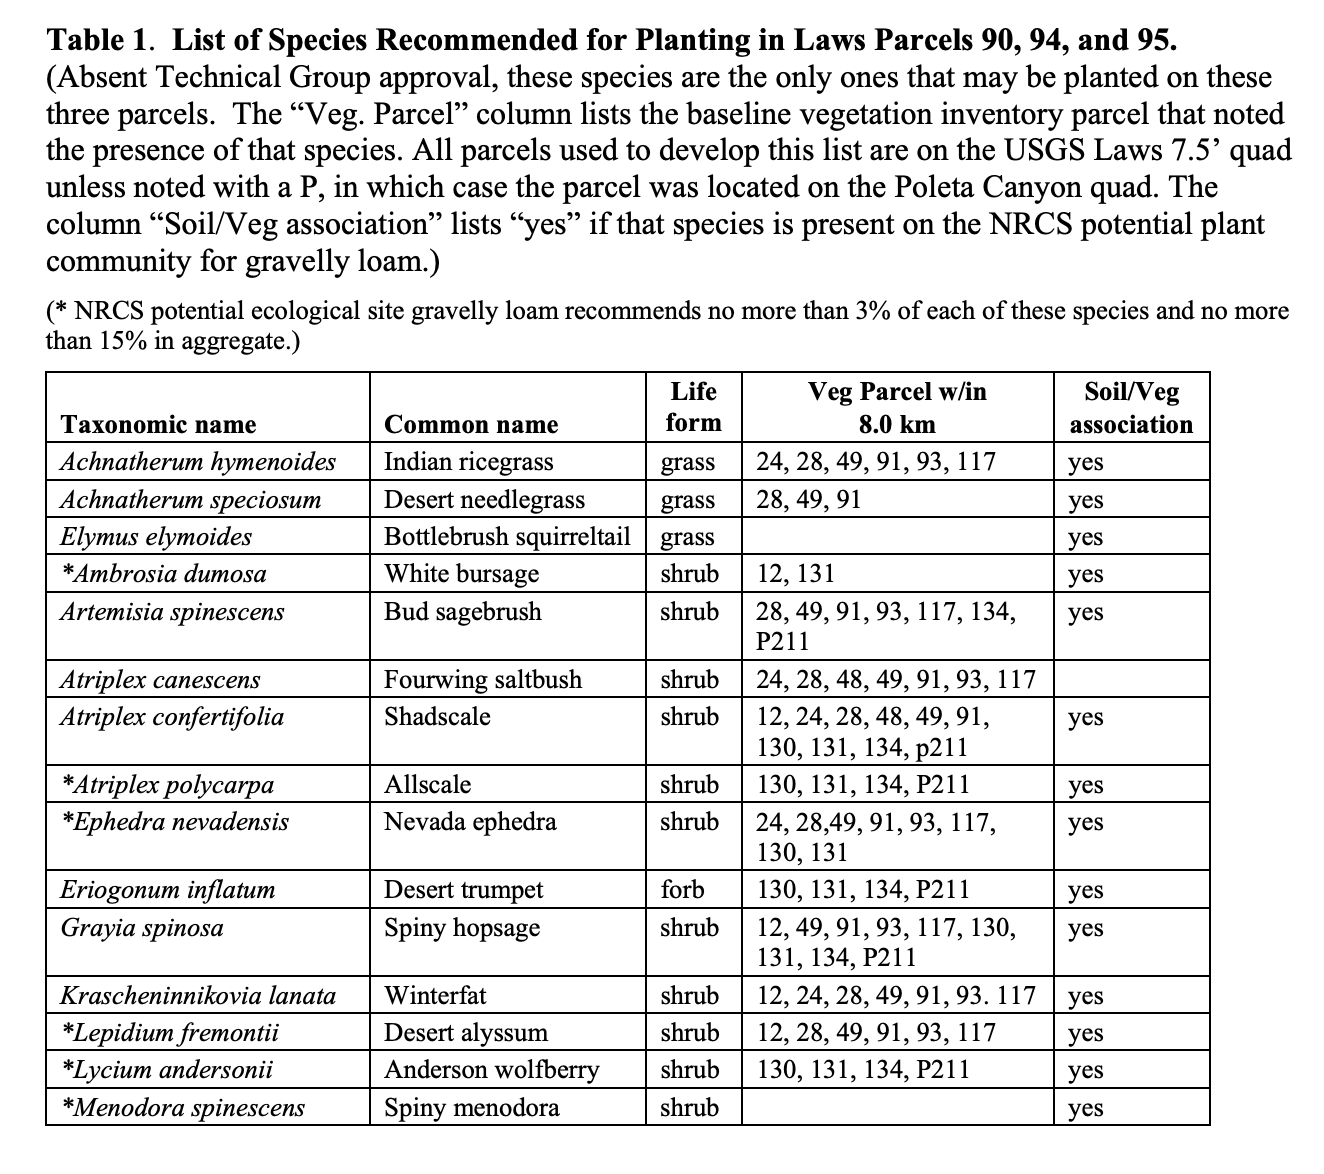 Table 1.  List of Species Recommended for Planting in Laws Parcels 90, 94, and 95.
(Absent Technical Group approval, these species are the only ones that may be planted on these
three parcels.  The “Veg. Parcel” column lists the baseline vegetation inventory parcel that noted
the presence of that species. All parcels used to develop this list are on the USGS Laws 7.5’ quad
unless noted with a P, in which case the parcel was located on the Poleta Canyon quad. The
column “Soil/Veg association” lists “yes” if that species is present on the NRCS potential plant
community for gravelly loam.)
(* NRCS potential ecological site gravelly loam recommends no more than 3% of each of these species and no more
than 15% in aggregate.)
Taxonomic name Common name Life form Veg Parcel w/in 8.0 km Soil/Veg association
Achnatherum hymenoides Indian ricegrass grass 24, 28, 49, 91, 93, 117 yes
Achnatherum speciosum Desert needlegrass grass 28, 49, 91 yes
Elymus elymoides Bottlebrush squirreltail grass yes
*Ambrosia dumosa White bursage shrub 12, 131 yes
Artemisia spinescens Bud sagebrush shrub 28, 49, 91, 93, 117, 134, yes
P211
Atriplex canescens Fourwing saltbush shrub 24, 28, 48, 49, 91, 93, 117
Atriplex confertifolia Shadscale shrub 12, 24, 28, 48, 49, 91, yes
130, 131, 134, p211
*Atriplex polycarpa Allscale shrub 130, 131, 134, P211 yes
*Ephedra nevadensis Nevada ephedra shrub 24, 28,49, 91, 93, 117, yes
130, 131
Eriogonum inflatum Desert trumpet forb 130, 131, 134, P211 yes
Grayia spinosa Spiny hopsage shrub 12, 49, 91, 93, 117, 130, yes
131, 134, P211
Krascheninnikovia lanata Winterfat shrub 12, 24, 28, 49, 91, 93. 117 yes
*Lepidium fremontii Desert alyssum shrub 12, 28, 49, 91, 93, 117 yes
*Lycium andersonii Anderson wolfberry shrub 130, 131, 134, P211 yes
*Menodora spinescens Spiny menodora shrub yes